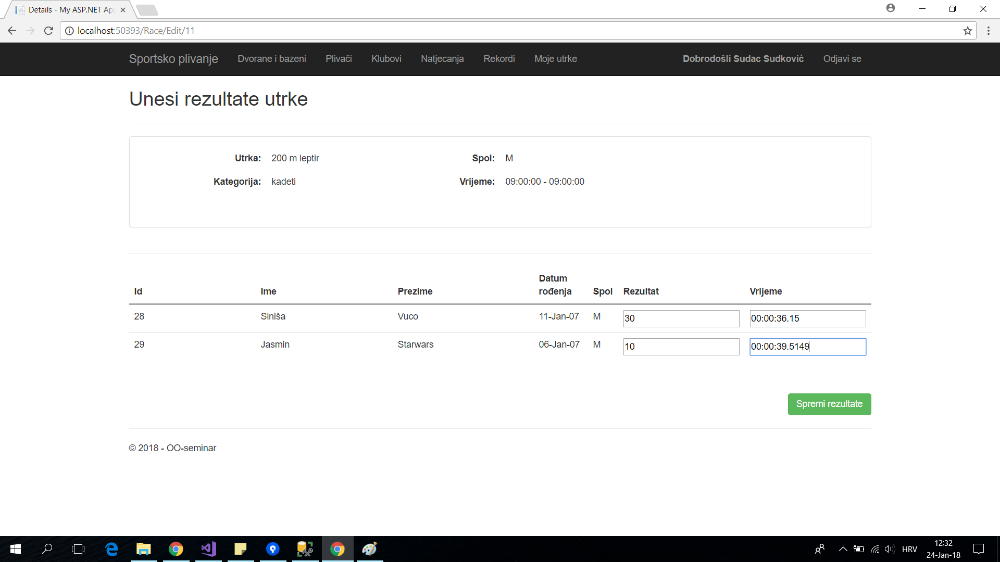 Details - My ASP.NET Ap
localhost:50393/Race/Edit/11
Sportsko plivanje Dvorane i bazeni Plivači Klubovi Natjecanja Rekordi Moje utrke Dobrodošli Sudac Sudković Odjavi se
Unesi rezultate utrke
Utrka: 200 m leptir Spol: M
Kategorija: kadeti Vrijeme: 09:00:00 - 09:00:00
Id Ime Prezime Datum rođenja Spol Rezultat Vrijeme
28 Siniša Vuco 11-Jan-07 M 30 00:00:36.15
29 Jasmin Starwars 06-Jan-07 M 10 00:00:39.5149
Spremi rezultate
© 2018 - OO-seminar
HRV 12:32
24-Jan-18